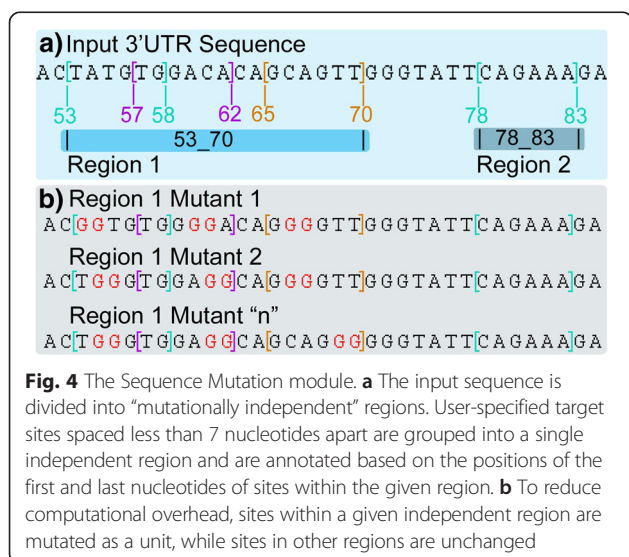 a) Input 3'UTR Sequence
AC[TATG[TG]GACA]CA[GCAGTT]GGGTATT[CAGAAA]GA
53 57 58 62 65 70 78 83
53_70 78_83
Region 1 Region 2
b) Region 1 Mutant 1
AC[GGTG[TG]GGGA]CA[GGGGTT]GGGTATT[CAGAAA]GA
Region 1 Mutant 2
AC[TGGG[TG]GAGG]CA[GGGGTT]GGGTATT[CAGAAA]GA
Region 1 Mutant “n”
AC[TGGG[TG]GAGG]CA[GCAGGG]GGGTATT[CAGAAA]GA
Fig. 4 The Sequence Mutation module. a The input sequence is
divided into “mutationally independent” regions. User-specified target
sites spaced less than 7 nucleotides apart are grouped into a single
independent region and are annotated based on the positions of the
first and last nucleotides of sites within the given region. b To reduce
computational overhead, sites within a given independent region are
mutated as a unit, while sites in other regions are unchanged